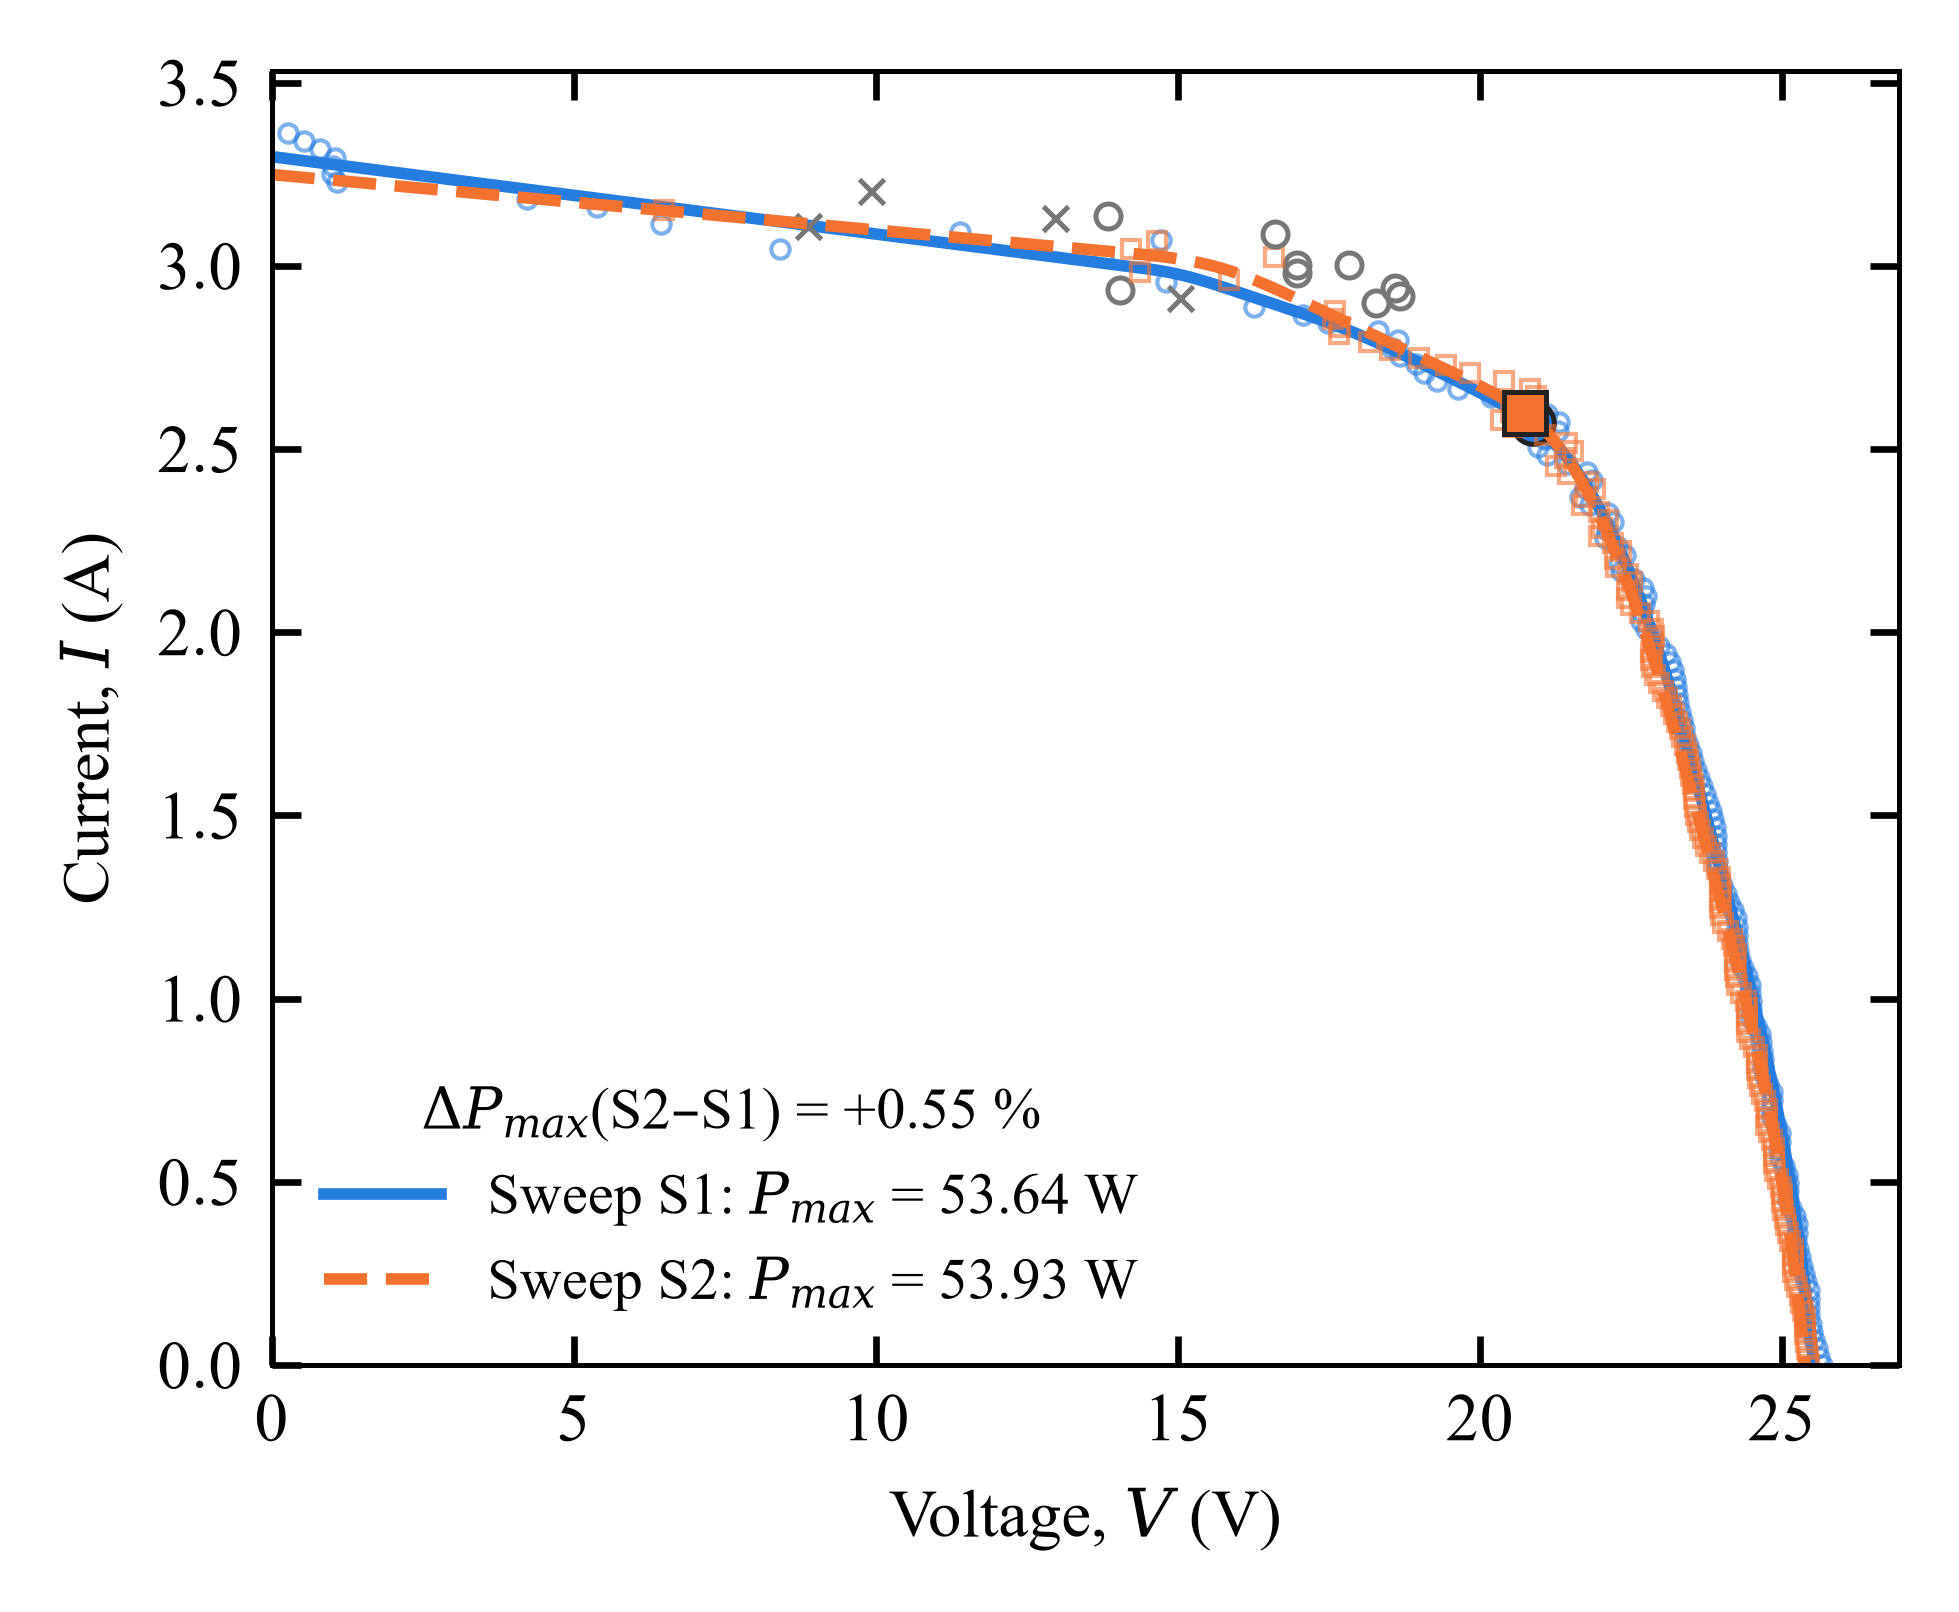 3.5
3.0
2.5
2.0
1.5
1.0
0.5
0.0
Current, I (A)
ΔPmax(S2−S1) = +0.55 %
Sweep S1: Pmax = 53.64 W
Sweep S2: Pmax = 53.93 W
0 5 10 15 20 25
Voltage, V (V)